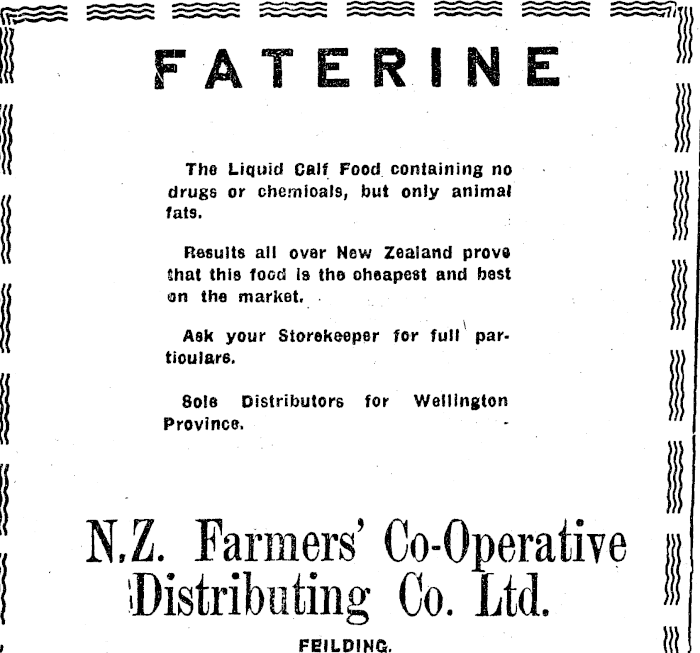 FATERINE
The Liquid Calf Food containing no
drugs or chemicals, but only animal
fats.
Results all over New Zealand prove
that this food is the cheapest and best
on the market.
Ask your Storekeeper for full par-
ticulars.
Sole Distributors for Wellington
Province.
N.Z. Farmers' Co-Operative
Distributing Co. Ltd.
FEILDING.